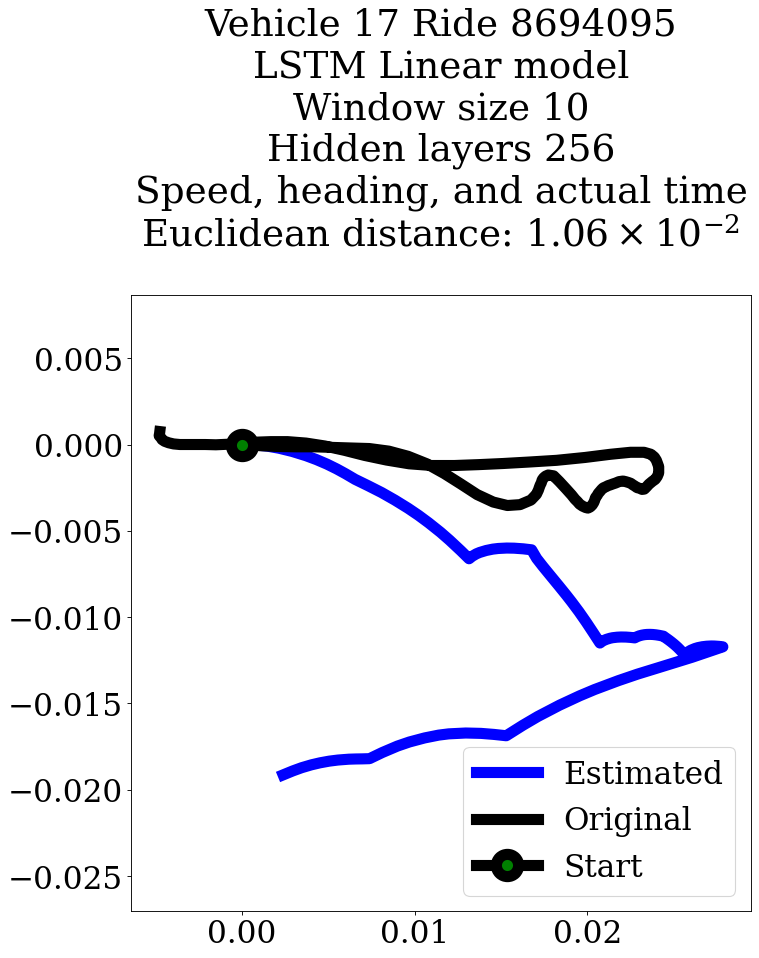 Vehicle 17 Ride 8694095
LSTM Linear model
Window size 10
Hidden layers 256
Speed, heading, and actual time
Euclidean distance: 1.06 × 10⁻²
0.005
0.000
−0.005
−0.010
−0.015
−0.020
−0.025
Estimated
Original
Start
0.00 0.01 0.02